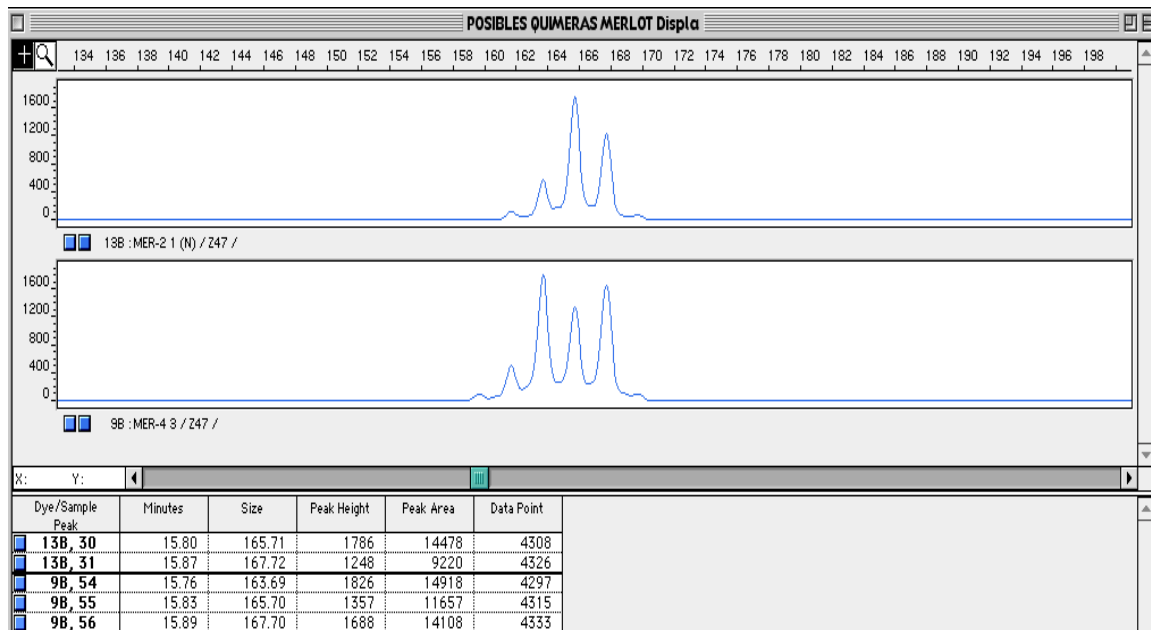 POSIBLES QUIMERAS MERLOT Displa
134 136 138 140 142 144 146 148 150 152 154 156 158 160 162 164 166 168 170 172 174 176 178 180 182 184 186 188 190 192 194 196 198
1600
1200
800
400
0
13B : MER-2 1 (N) / Z47 /
1600
1200
800
400
0
9B : MER-4 3 / Z47 /
X: Y:
Dye/Sample Peak Minutes Size Peak Height Peak Area Data Point
13B, 30 15.80 165.71 1786 14478 4308
13B, 31 15.87 167.72 1248 9220 4326
9B, 54 15.76 163.69 1826 14918 4297
9B, 55 15.83 165.70 1357 11657 4315
9B, 56 15.89 167.70 1688 14108 4333